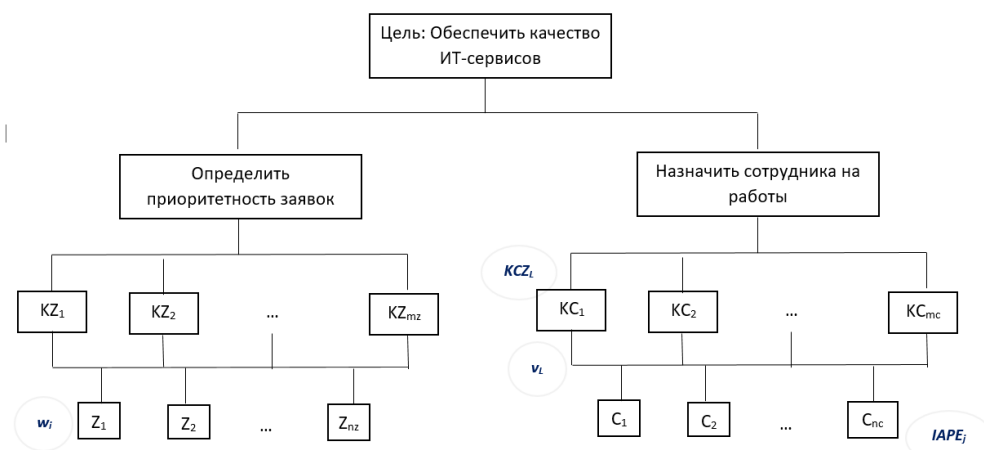 Цель: Обеспечить качество
ИТ-сервисов
Определить
приоритетность заявок
Назначить сотрудника на
работы
KCZL
KZ1
KZ2
...
KZmz
KC1
KC2
...
KCmc
vL
wi
Z1
Z2
...
Znz
C1
C2
...
Cnc
IAPEj